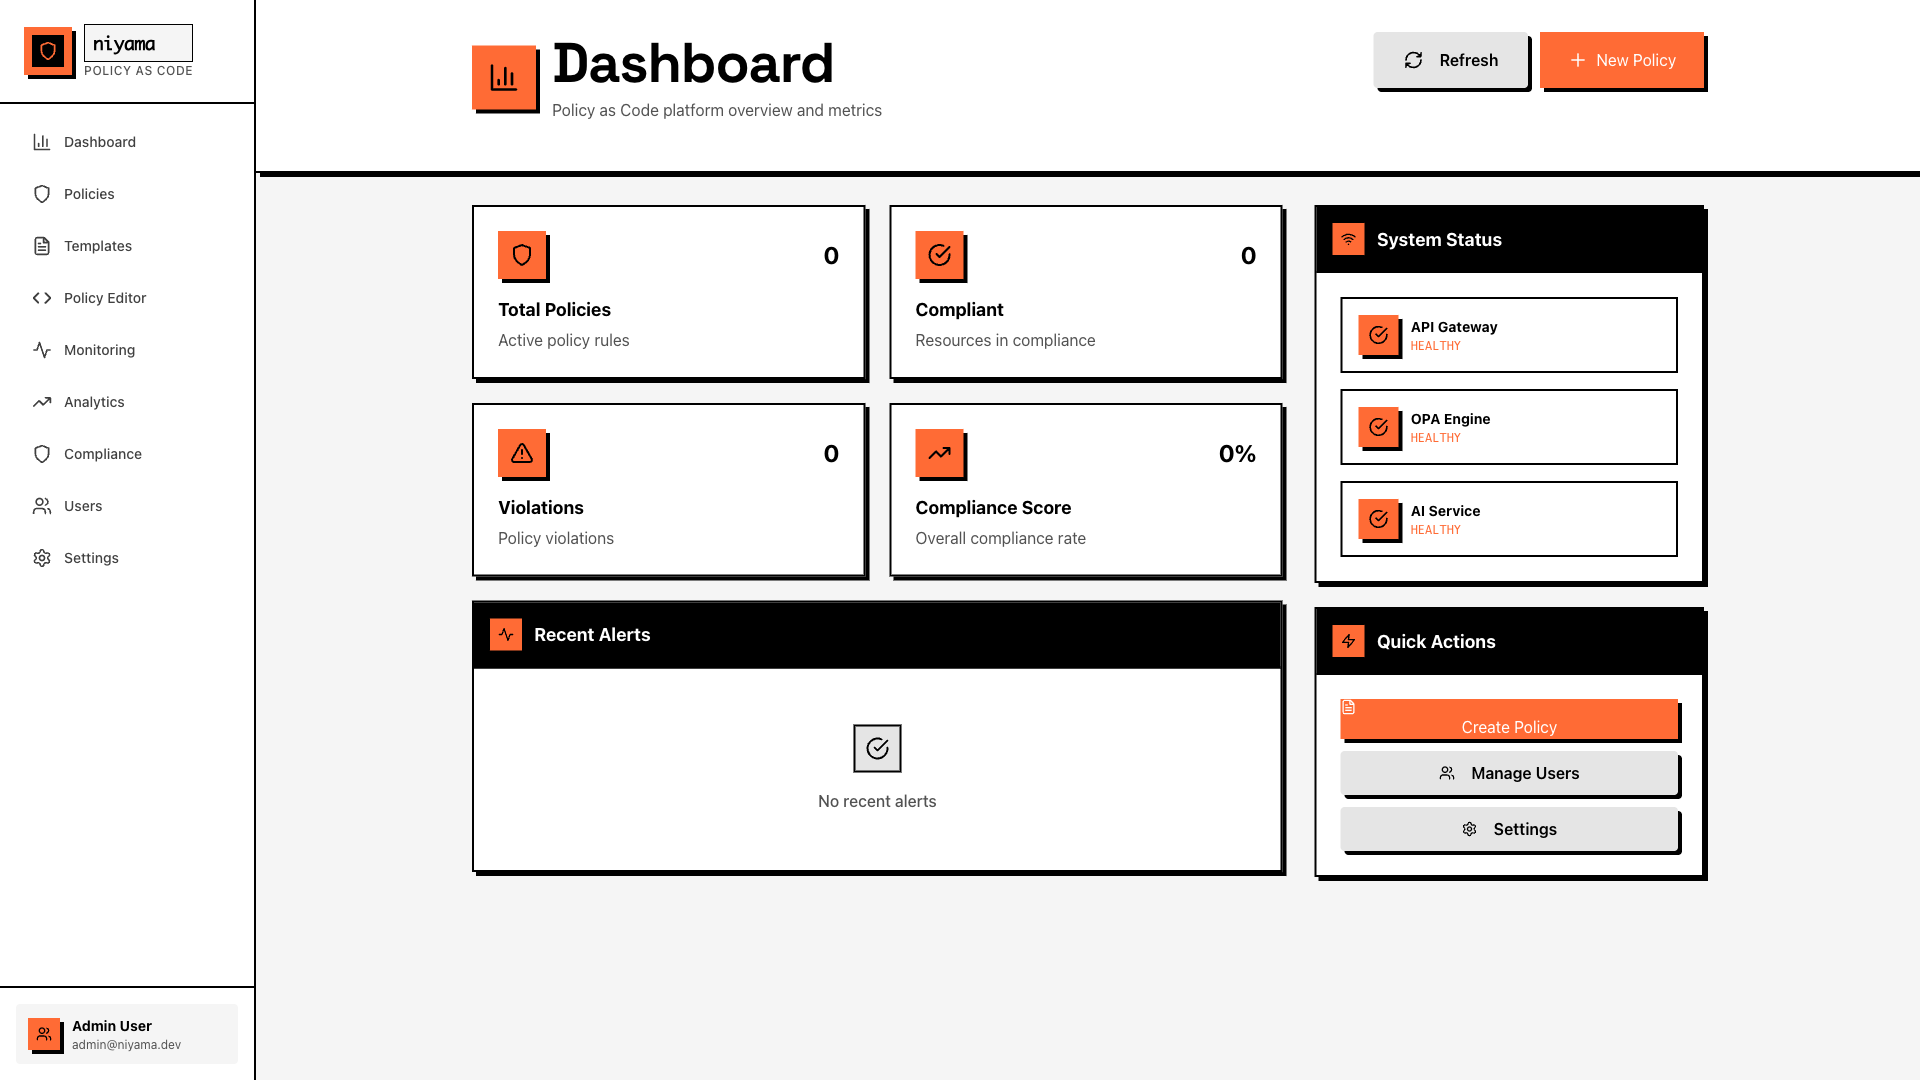 niyama
POLICY AS CODE
Dashboard
Policies
Templates
Policy Editor
Monitoring
Analytics
Compliance
Users
Settings
Admin User
admin@niyama.dev
Dashboard
Policy as Code platform overview and metrics
Refresh
New Policy
0
Total Policies
Active policy rules
0
Compliant
Resources in compliance
0
Violations
Policy violations
0%
Compliance Score
Overall compliance rate
Recent Alerts
No recent alerts
System Status
API Gateway
HEALTHY
OPA Engine
HEALTHY
AI Service
HEALTHY
Quick Actions
Create Policy
Manage Users
Settings